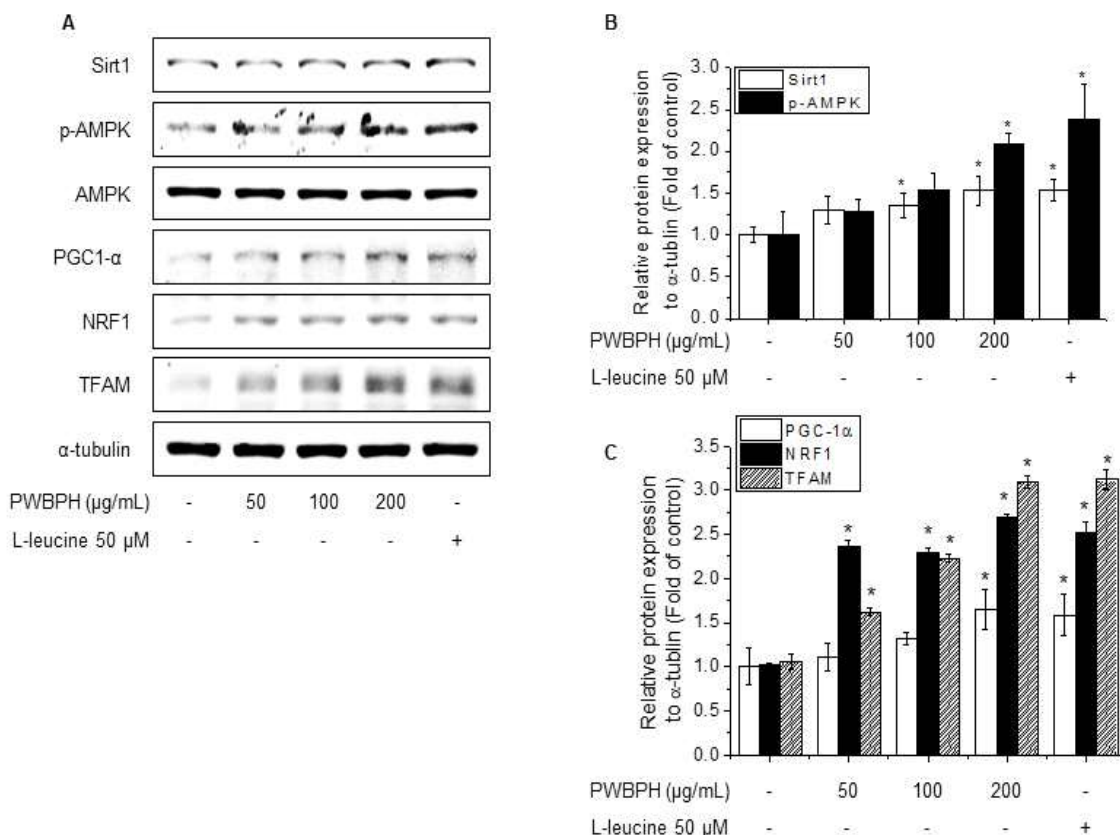 A
Sirt1
p-AMPK
AMPK
PGC1-α
NRF1
TFAM
α-tubulin
PWBPH (µg/mL) - 50 100 200 -
L-leucine 50 µM - - - - +
B
Relative protein expression
to α-tublin (Fold of control)
3.0
2.5
2.0
1.5
1.0
0.5
0.0
Sirt1
p-AMPK
* * * * *
PWBPH (µg/mL) - 50 100 200 -
L-leucine 50 µM - - - - +
C
Relative protein expression
to α-tublin (Fold of control)
3.5
3.0
2.5
2.0
1.5
1.0
0.5
0.0
PGC-1α
NRF1
TFAM
* * * * * * * * * *
PWBPH (µg/mL) - 50 100 200 -
L-leucine 50 µM - - - - +